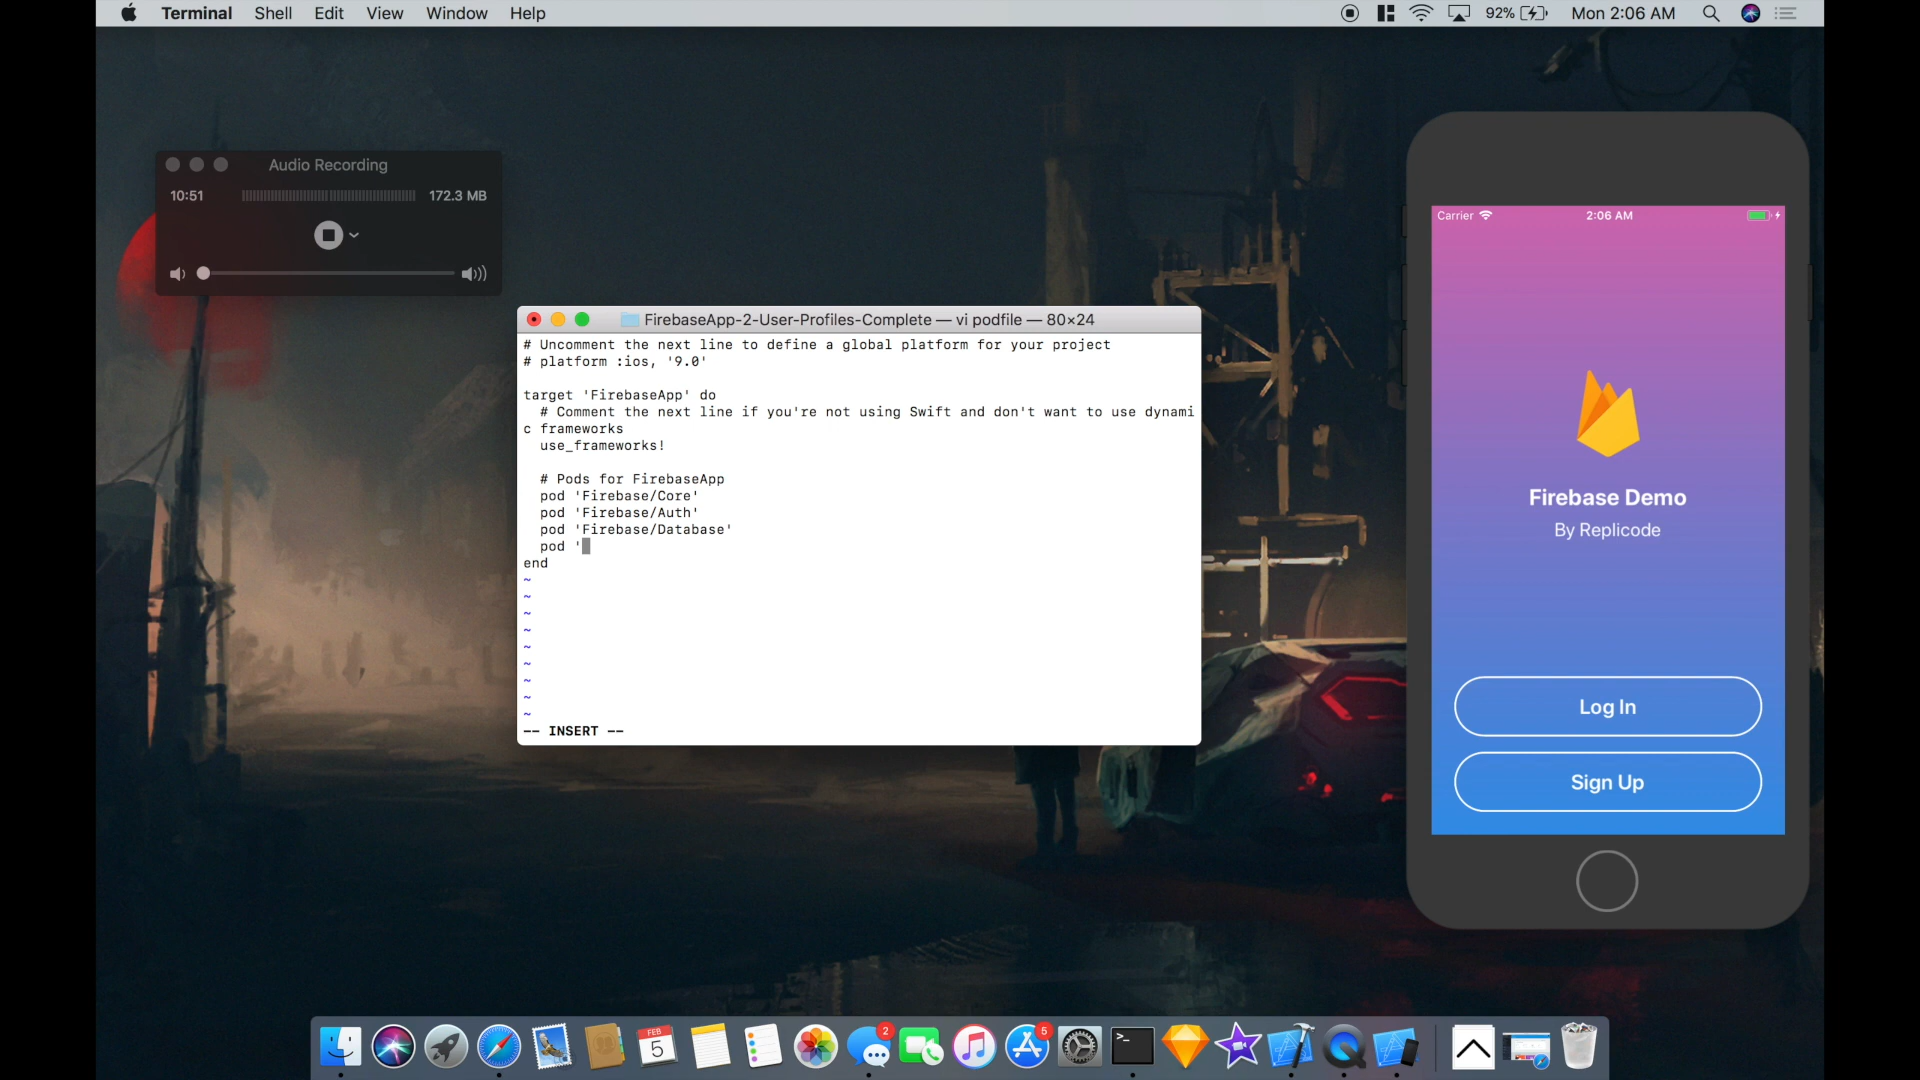 Terminal Shell Edit View Window Help 92% Mon 2:06 AM
Audio Recording
10:51 172.3 MB
FirebaseApp-2-User-Profiles-Complete — vi podfile — 80×24
# Uncomment the next line to define a global platform for your project
# platform :ios, '9.0'
target 'FirebaseApp' do
# Comment the next line if you're not using Swift and don't want to use dynami
c frameworks
use_frameworks!
# Pods for FirebaseApp
pod 'Firebase/Core'
pod 'Firebase/Auth'
pod 'Firebase/Database'
pod '
end
~
~
~
~
~
~
~
~
~
-- INSERT --
Carrier 2:06 AM
Firebase Demo
By Replicode
Log In
Sign Up
FEB
5
2
5
>_